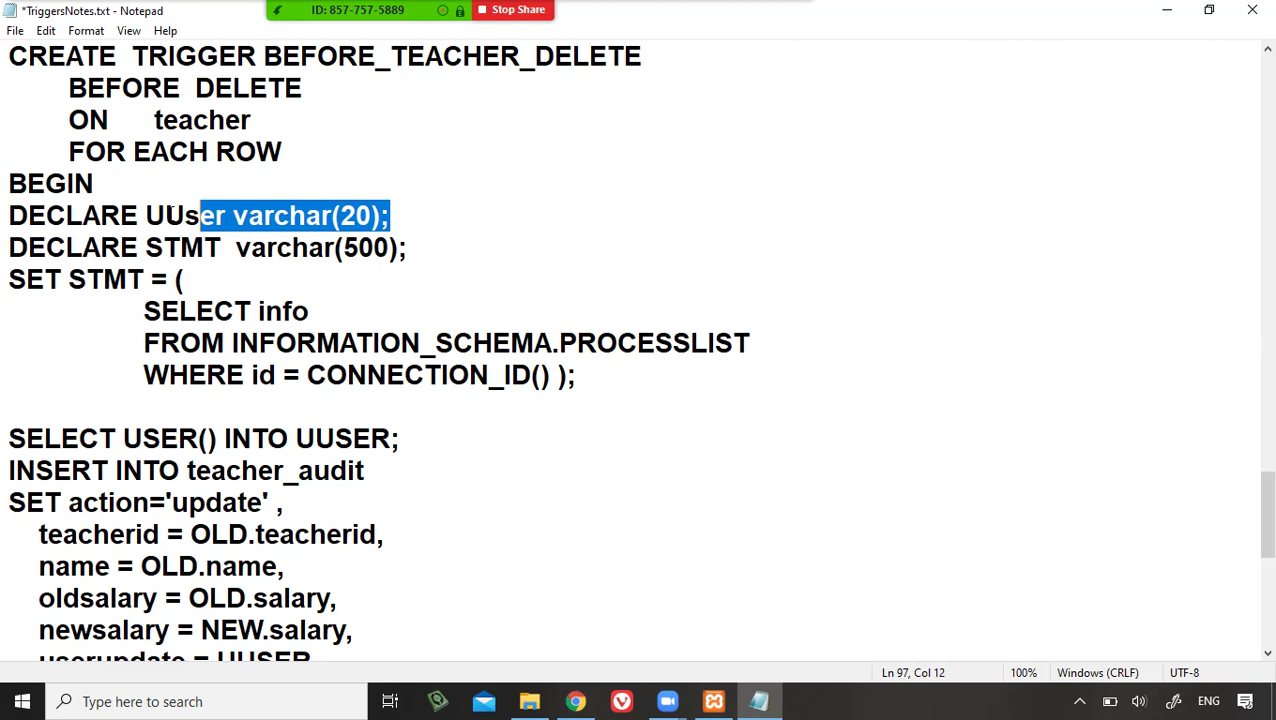 *TriggersNotes.txt - Notepad
ID: 857-757-5889
Stop Share
File Edit Format View Help
CREATE TRIGGER BEFORE_TEACHER_DELETE
BEFORE DELETE
ON teacher
FOR EACH ROW
BEGIN
DECLARE UUser varchar(20);
DECLARE STMT varchar(500);
SET STMT = (
SELECT info
FROM INFORMATION_SCHEMA.PROCESSLIST
WHERE id = CONNECTION_ID() );
SELECT USER() INTO UUSER;
INSERT INTO teacher_audit
SET action='update' ,
teacherid = OLD.teacherid,
name = OLD.name,
oldsalary = OLD.salary,
newsalary = NEW.salary,
userupdate = UUSER
Ln 97, Col 12 100% Windows (CRLF) UTF-8
Type here to search
ENG